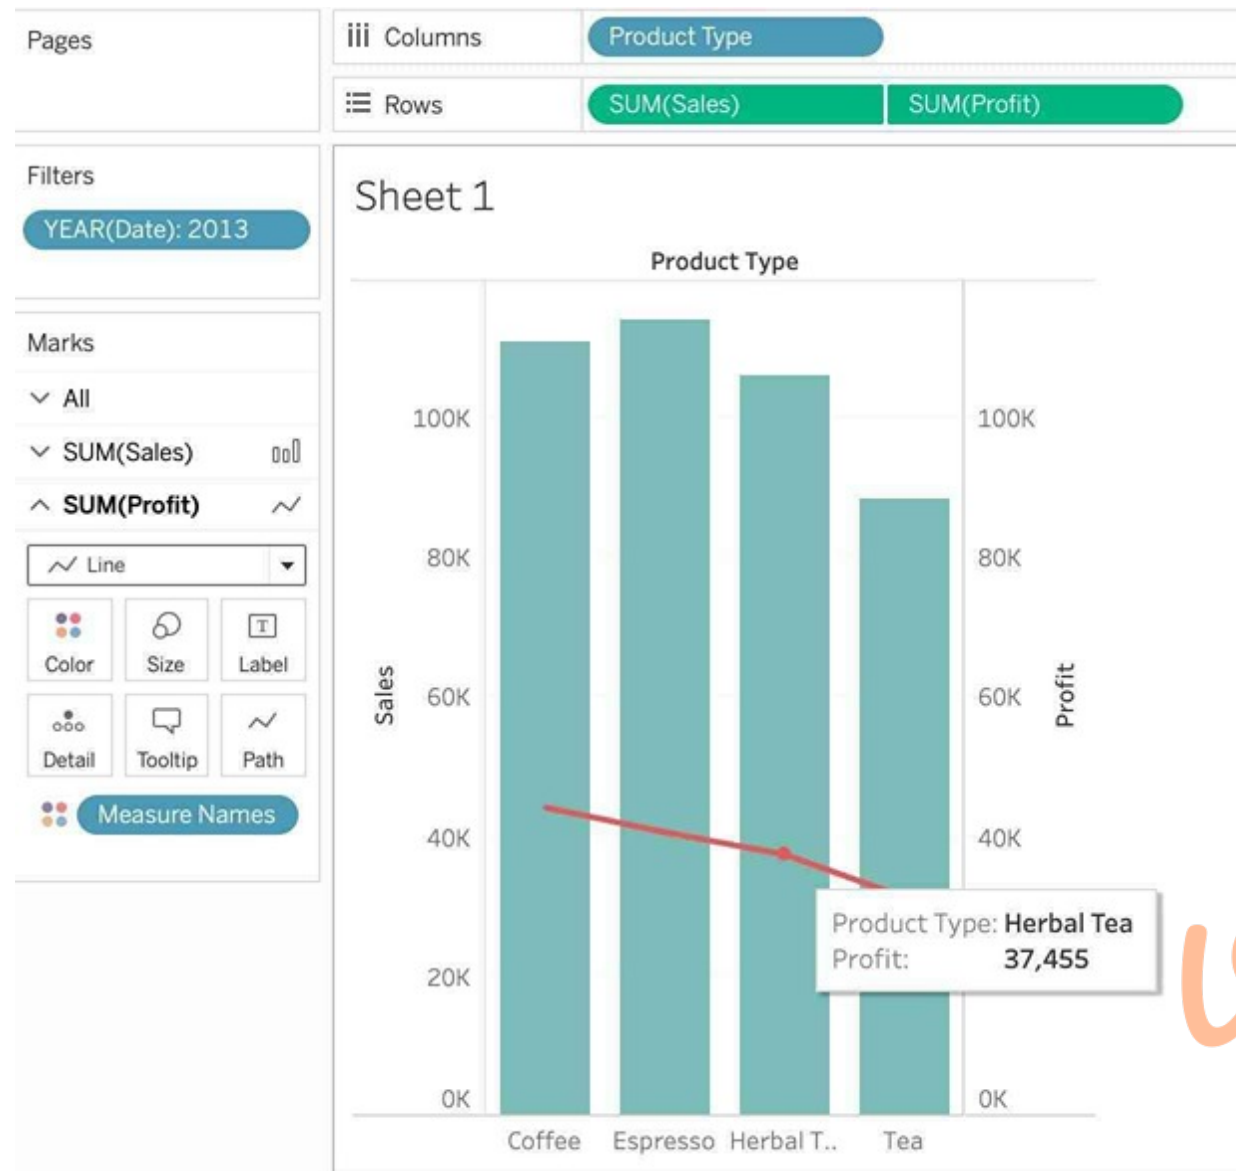 Pages
Columns
Product Type
Rows
SUM(Sales)
SUM(Profit)
Filters
YEAR(Date): 2013
Marks
All
SUM(Sales)
SUM(Profit)
Line
Color
Size
T
Label
Detail
Tooltip
Path
Measure Names
Sheet 1
Product Type
100K
80K
60K
40K
20K
0K
Sales
100K
80K
60K
40K
0K
Profit
Product Type: Herbal Tea
Profit: 37,455
Coffee
Espresso
Herbal T..
Tea